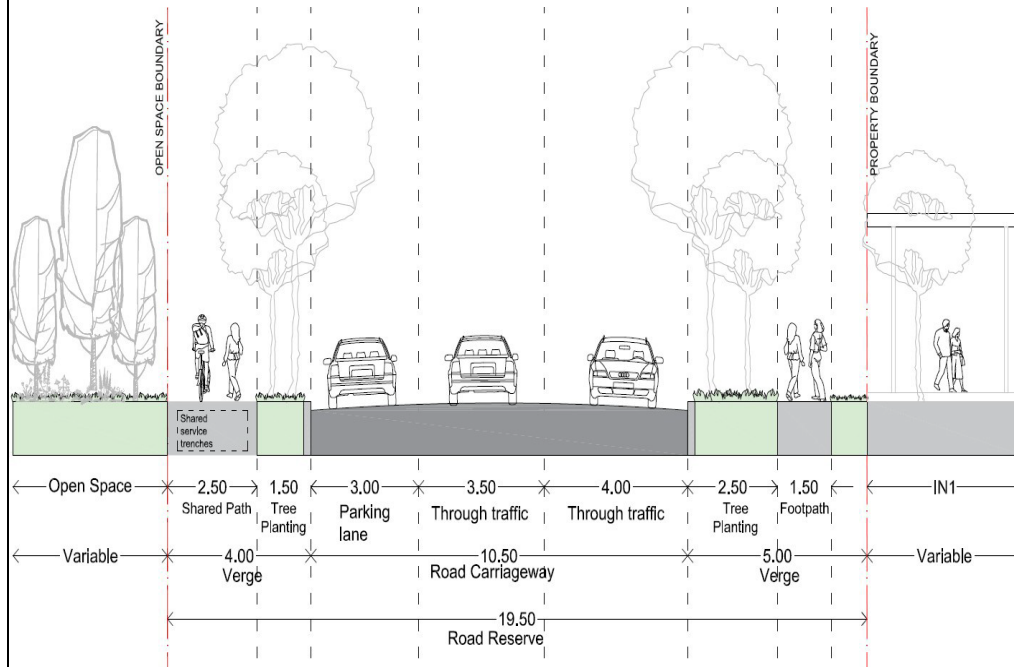 OPEN SPACE BOUNDARY
PROPERTY BOUNDARY
Shared
service
trenches
Open Space
2.50
Shared Path
1.50
Tree
Planting
3.00
Parking
lane
3.50
Through traffic
4.00
Through traffic
2.50
Tree
Planting
1.50
Footpath
IN1
Variable
4.00
Verge
10.50
Road Carriageway
5.00
Verge
Variable
19.50
Road Reserve